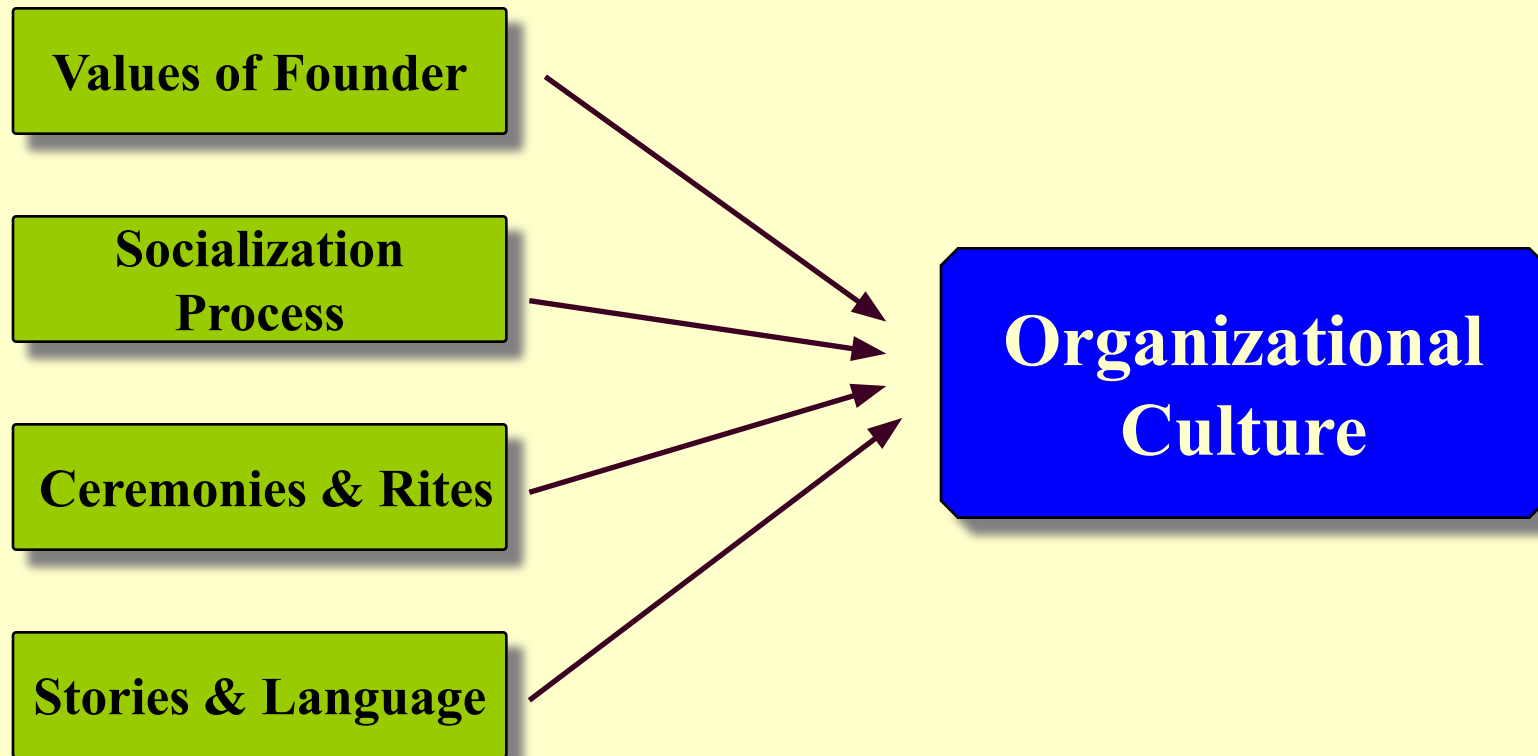 Values of Founder
Socialization
Process
Ceremonies & Rites
Stories & Language
Organizational
Culture